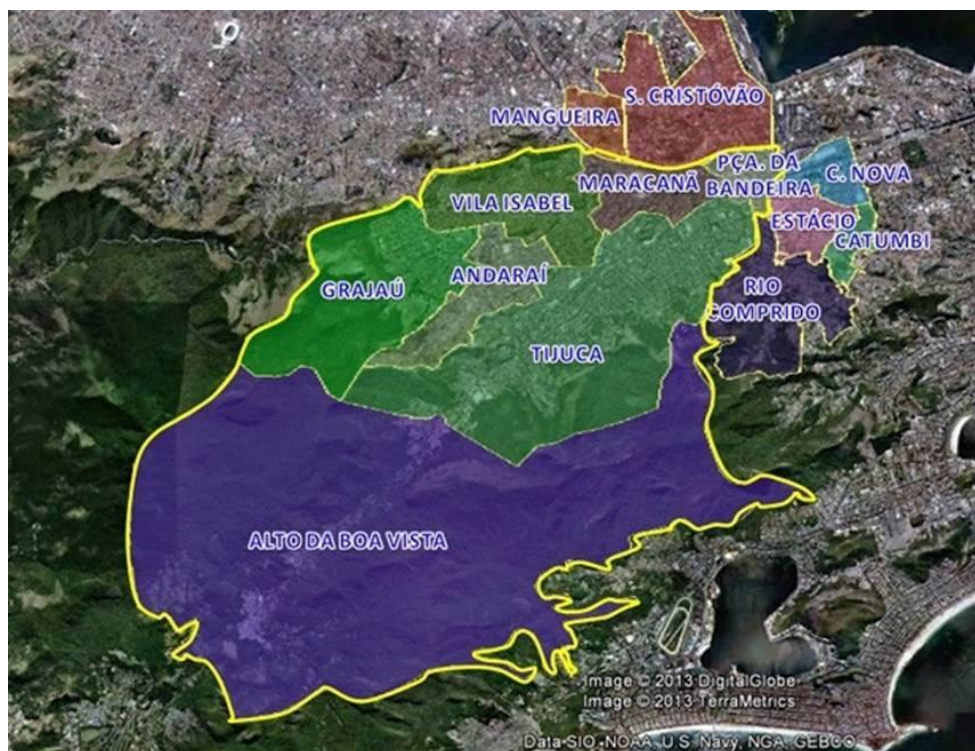 S. CRISTÓVÃO
MANGUEIRA
PÇA. DA
BANDEIRA
C. NOVA
MARACANÃ
VILA ISABEL
ESTÁCIO
CATUMBI
ANDARAÍ
GRAJAÚ
RIO
COMPRIDO
TIJUCA
ALTO DA BOA VISTA
Image © 2013 DigitalGlobe
Image © 2013 TerraMetrics
Data SIO, NOAA, U.S. Navy, NGA, GEBCO